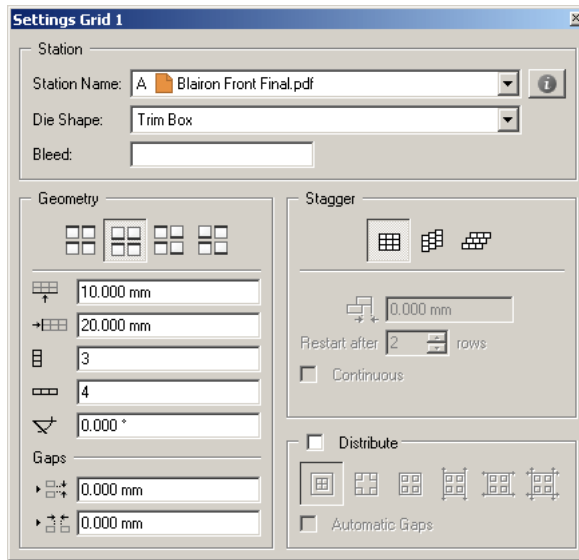 Settings Grid 1
Station
Station Name: A Blairon Front Final.pdf
Die Shape: Trim Box
Bleed:
Geometry
10.000 mm
20.000 mm
3
4
0.000 °
Gaps
0.000 mm
0.000 mm
Stagger
0.000 mm
Restart after 2 rows
Continuous
Distribute
Automatic Gaps